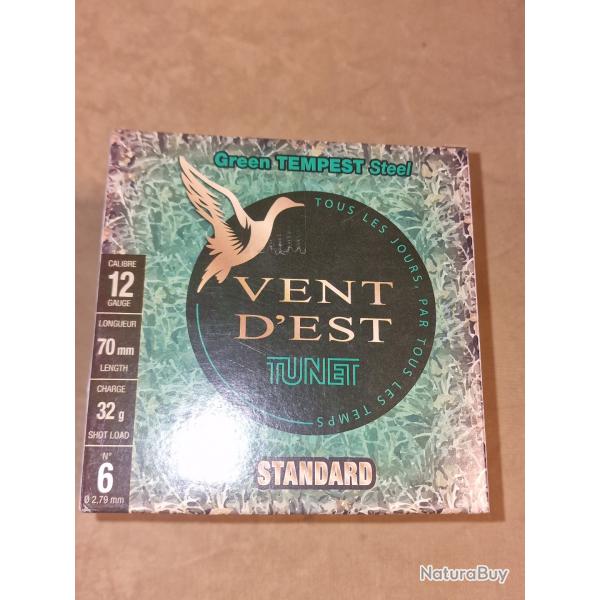 Green TEMPEST Steel
TOUS LES JOURS, PAR TOUS LES TEMPS
VENT
D'EST
TUNET
STANDARD
CALIBRE
12
GAUGE
LONGUEUR
70 mm
LENGTH
CHARGE
32 g
SHOT LOAD
N°
6
Ø 2,79 mm
NaturaBuy